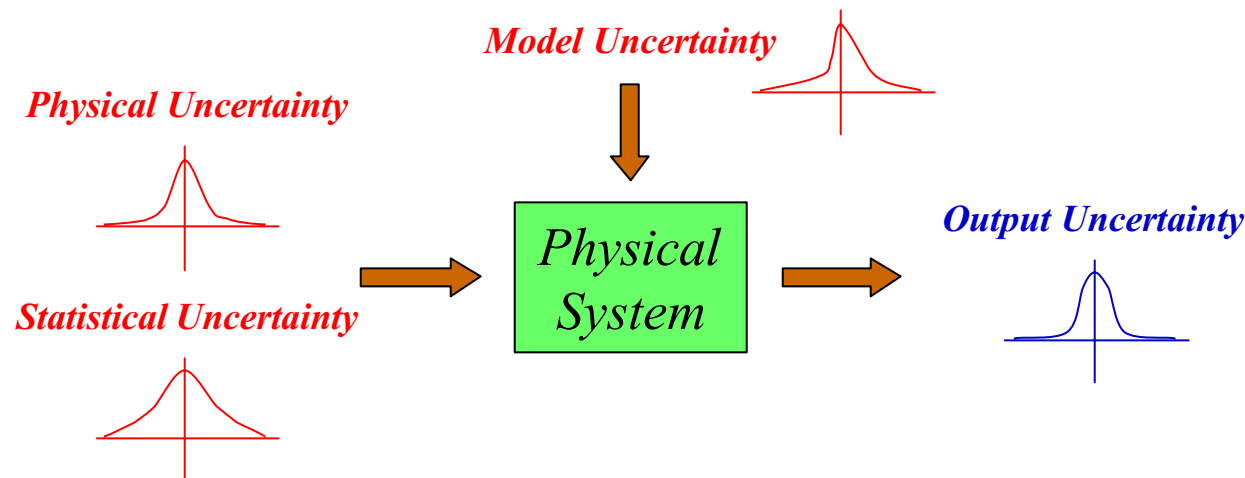 Model Uncertainty
Physical Uncertainty
Statistical Uncertainty
Physical
System
Output Uncertainty